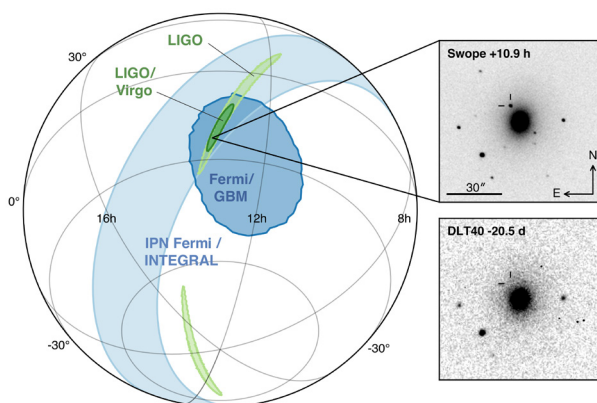 LIGO
Swope +10.9 h
30°
LIGO/
Virgo
N
30"
E
Fermi/
GBM
0°
16h
12h
8h
IPN Fermi /
INTEGRAL
DLT40 -20.5 d
-30°
-30°